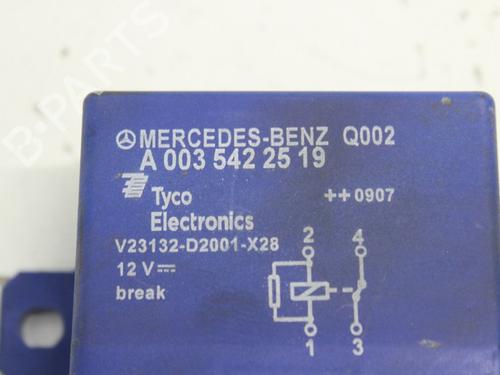 B-PARTS
MERCEDES-BENZ Q002
A 003 542 25 19
Tyco
Electronics
++0907
V23132-D2001-X28
12 V
break
2 4
1 3